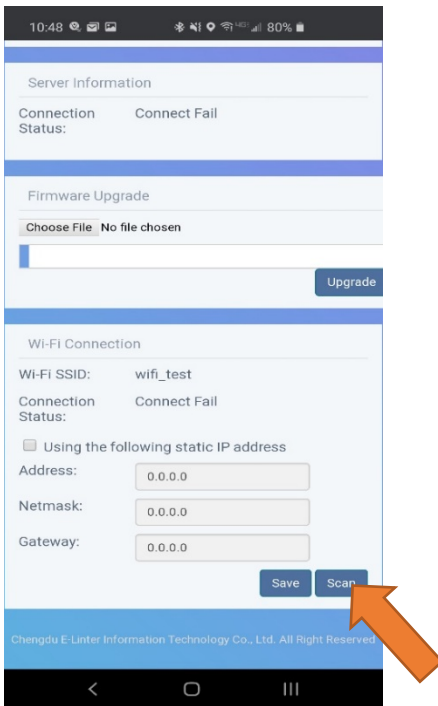 10:48 80%
Server Information
Connection Status: Connect Fail
Firmware Upgrade
Choose File No file chosen
Upgrade
Wi-Fi Connection
Wi-Fi SSID: wifi_test
Connection Status: Connect Fail
Using the following static IP address
Address: 0.0.0.0
Netmask: 0.0.0.0
Gateway: 0.0.0.0
Save Scan
Chengdu E-Linter Information Technology Co., Ltd. All Right Reserved